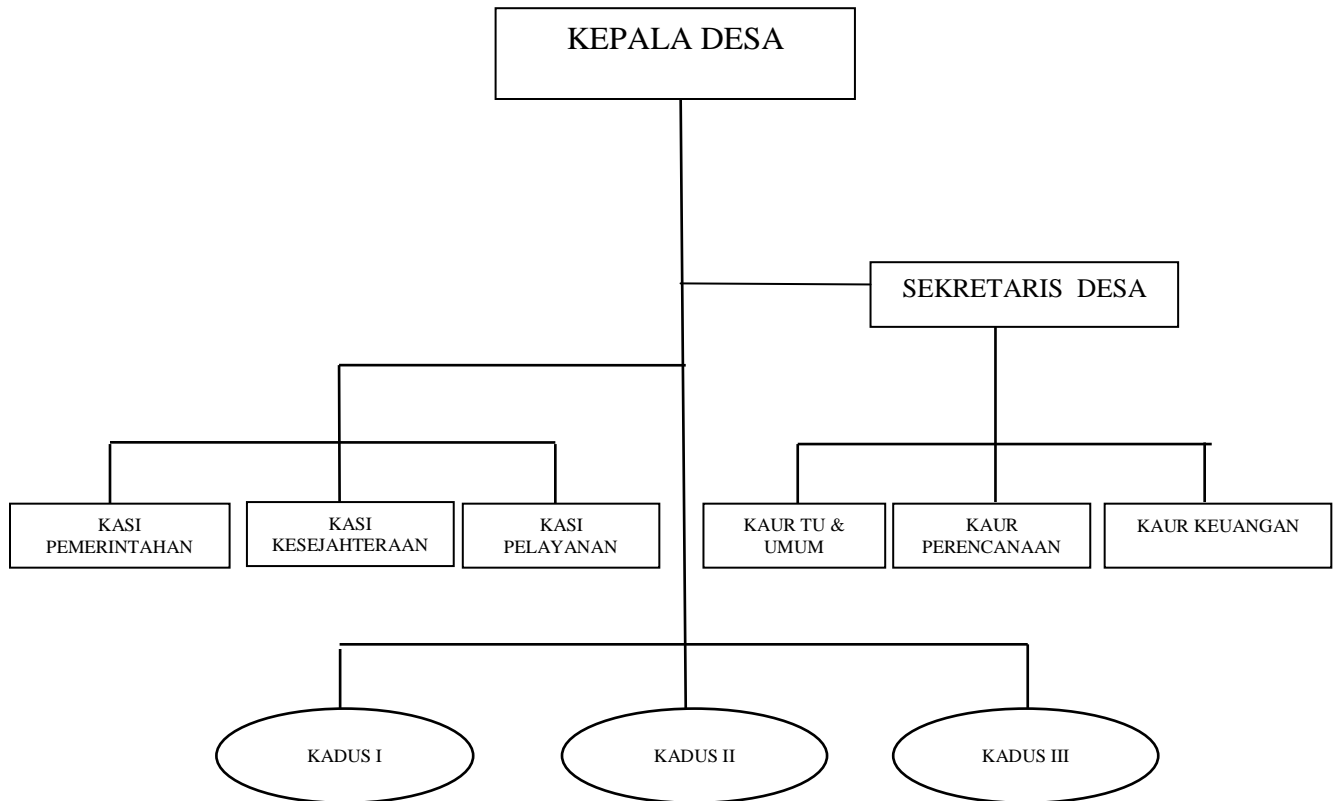 KEPALA DESA
SEKRETARIS DESA
KASI
PEMERINTAHAN
KASI
KESEJAHTERAAN
KASI
PELAYANAN
KAUR TU &
UMUM
KAUR
PERENCANAAN
KAUR KEUANGAN
KADUS I
KADUS II
KADUS III